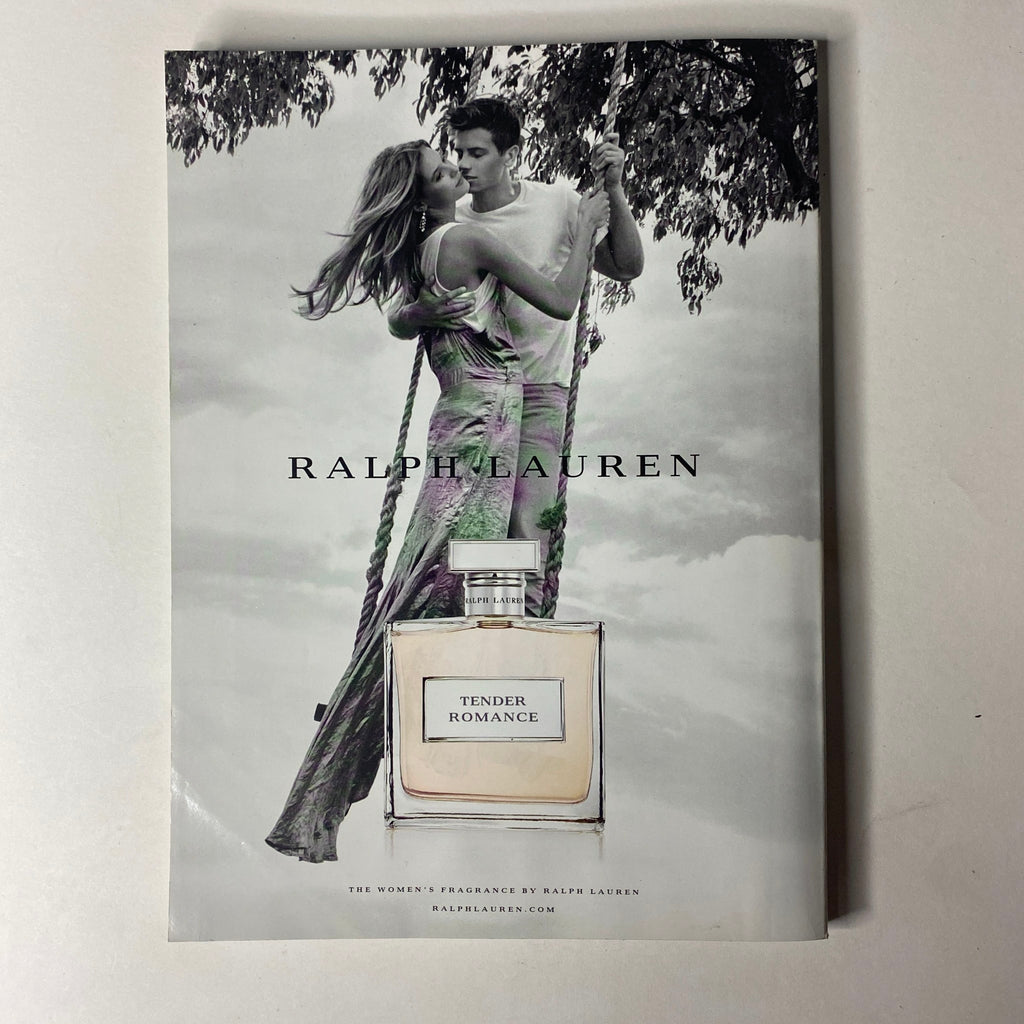 RALPH LAUREN
RALPH LAUREN
TENDER
ROMANCE
THE WOMEN'S FRAGRANCE BY RALPH LAUREN
RALPHLAUREN.COM